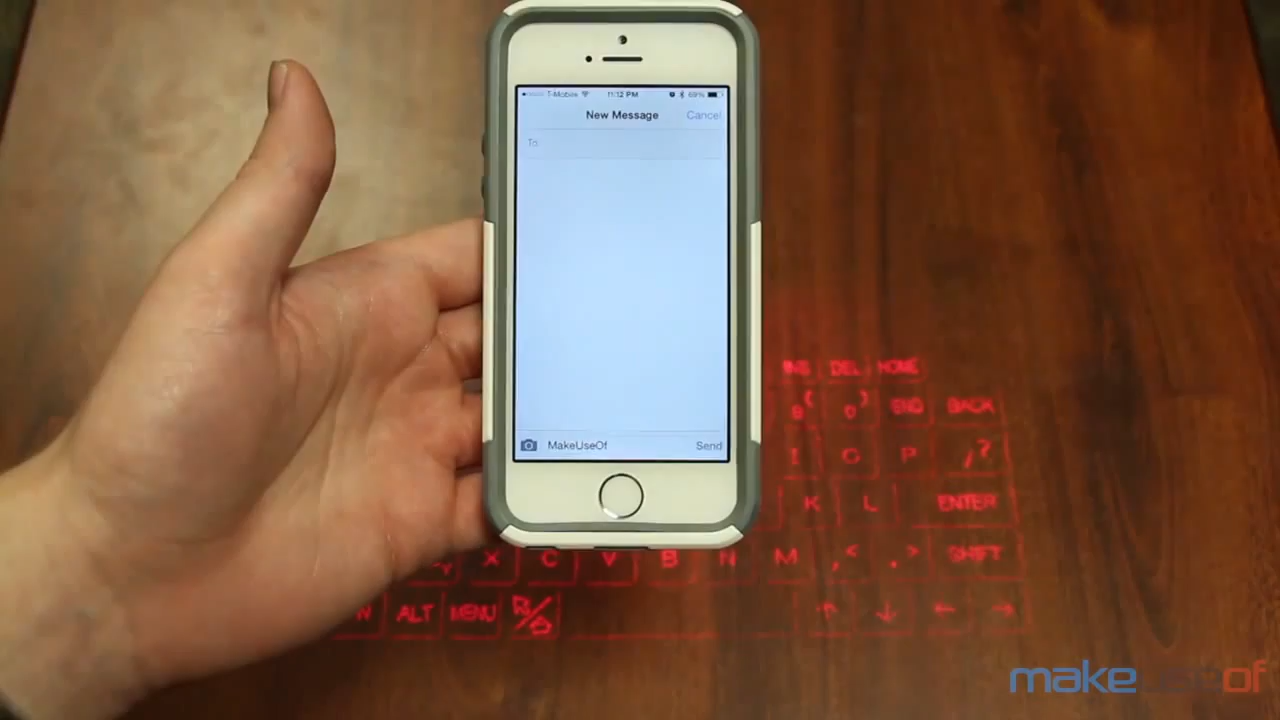 T-Mobile 11:12 PM 69%
New Message Cancel
To:
MakeUseOf Send
INS DEL HOME
9 ( 0 ) END BACK
I O P ; ?
K L ENTER
X C V B N M , < . > SHIFT
ALT MENU ↑ ↓ ← →
makeuseof